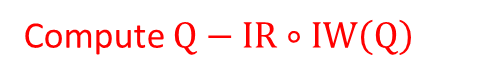 Compute Q − IR ∘ IW(Q)